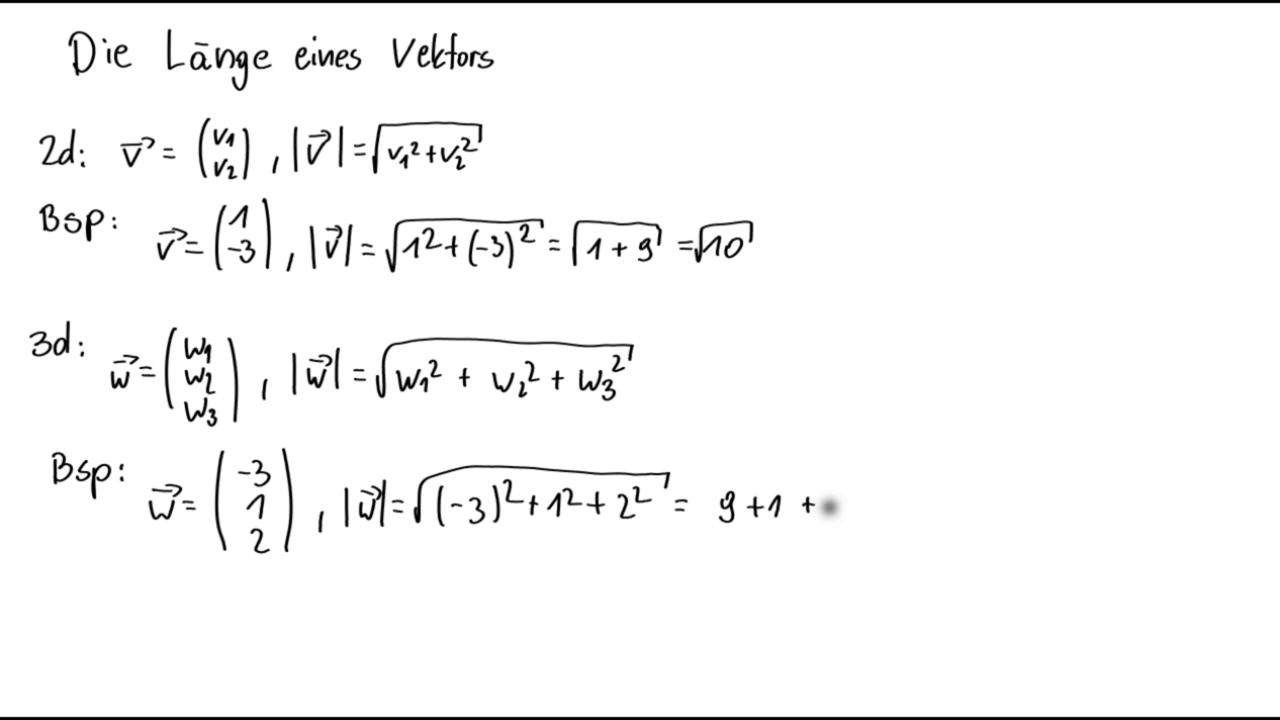 Die Länge eines Vektors
2d: v⃗ = (v₁ v₂), |v⃗| = √(v₁² + v₂²)
Bsp: v⃗ = (1 -3), |v⃗| = √(1² + (-3)²) = √(1 + 9) = √10
3d: w⃗ = (w₁ w₂ w₃), |w⃗| = √(w₁² + w₂² + w₃²)
Bsp: w⃗ = (-3 1 2), |w⃗| = √((-3)² + 1² + 2²) = 9 + 1 +